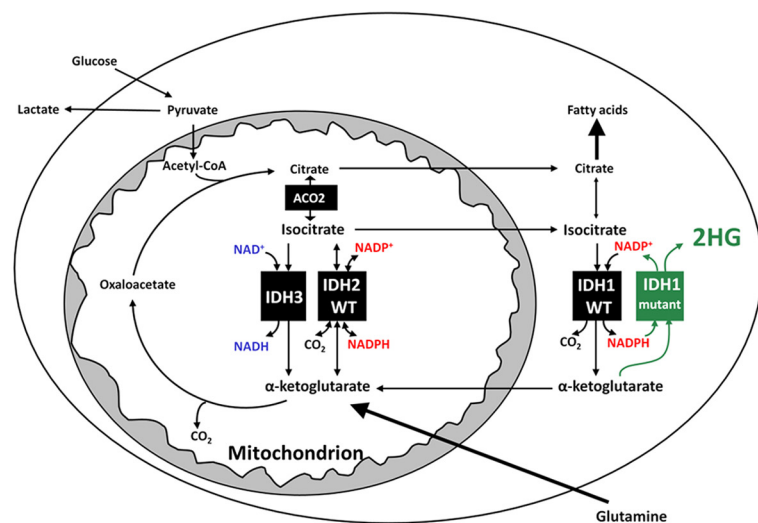 Glucose
Lactate
Pyruvate
Fatty acids
Acetyl-CoA
Citrate
Citrate
ACO2
Isocitrate
Isocitrate
NAD⁺
NADP⁺
NADP⁺
2HG
Oxaloacetate
IDH3
IDH2
WT
IDH1
WT
IDH1
mutant
NADH
CO₂
NADPH
CO₂
NADPH
α-ketoglutarate
α-ketoglutarate
CO₂
Mitochondrion
Glutamine